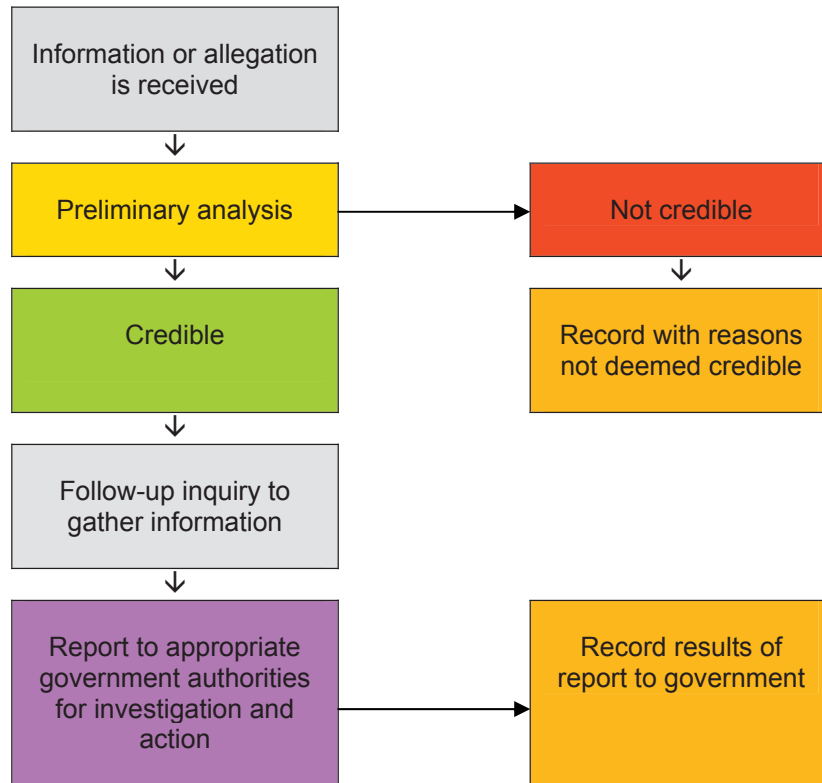 Information or allegation
is received
Preliminary analysis
Not credible
Credible
Record with reasons
not deemed credible
Follow-up inquiry to
gather information
Report to appropriate
government authorities
for investigation and
action
Record results of
report to government